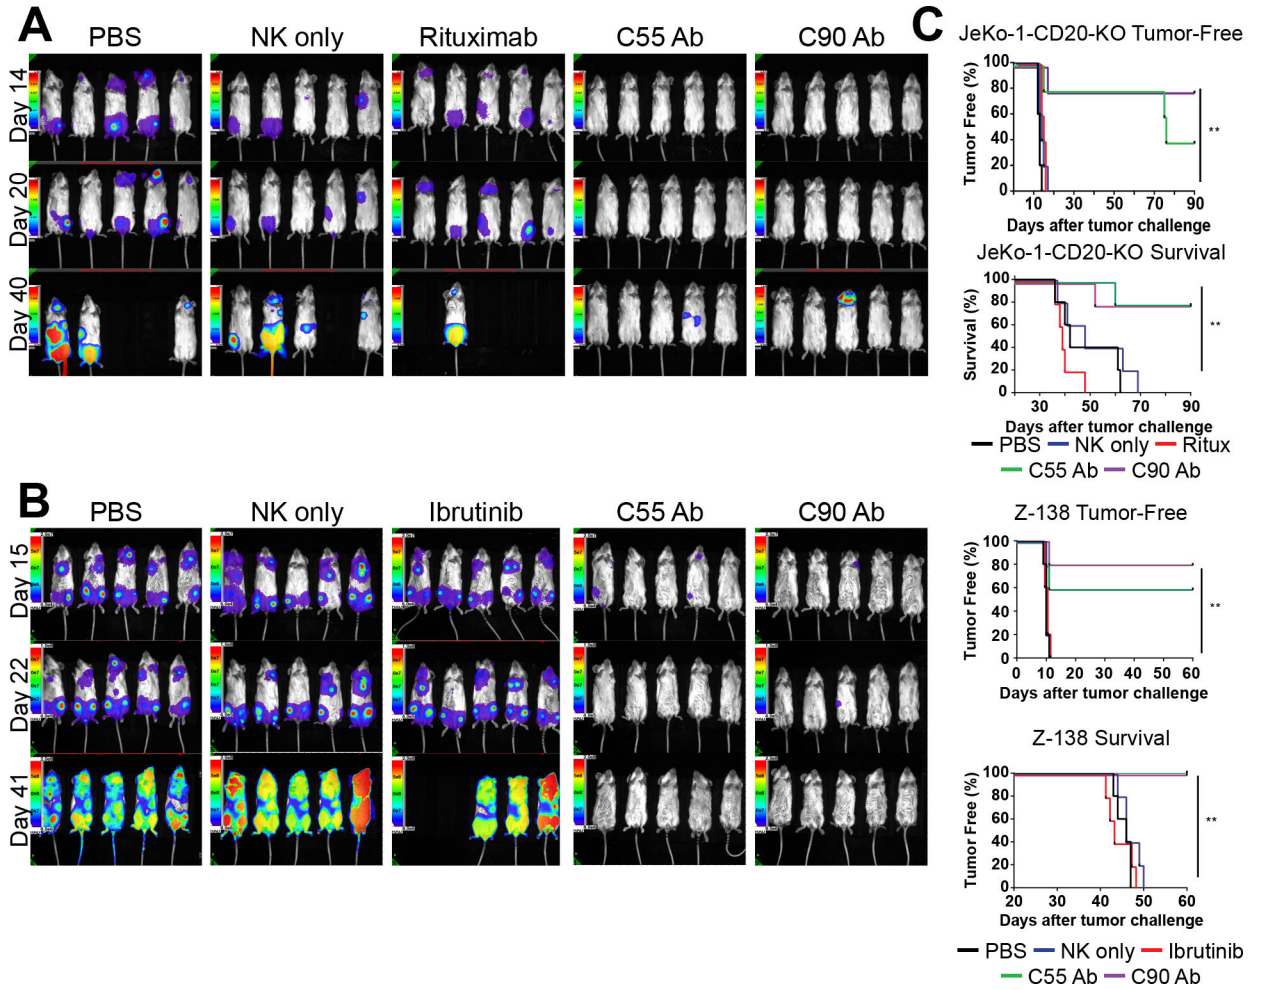 A
PBS NK only Rituximab C55 Ab C90 Ab
Day 14
Day 20
Day 40
B
PBS NK only Ibrutinib C55 Ab C90 Ab
Day 15
Day 22
Day 41
C
JeKo-1-CD20-KO Tumor-Free
Tumor Free (%)
100
80
60
40
20
0
10 30 50 70 90
**
Days after tumor challenge
JeKo-1-CD20-KO Survival
Survival (%)
100
80
60
40
20
0
30 50 70 90
**
Days after tumor challenge
PBS NK only Ritux
C55 Ab C90 Ab
Z-138 Tumor-Free
Tumor Free (%)
100
80
60
40
20
0
0 10 20 30 40 50 60
**
Days after tumor challenge
Z-138 Survival
Tumor Free (%)
100
80
60
40
20
0
20 30 40 50 60
**
Days after tumor challenge
PBS NK only Ibrutinib
C55 Ab C90 Ab